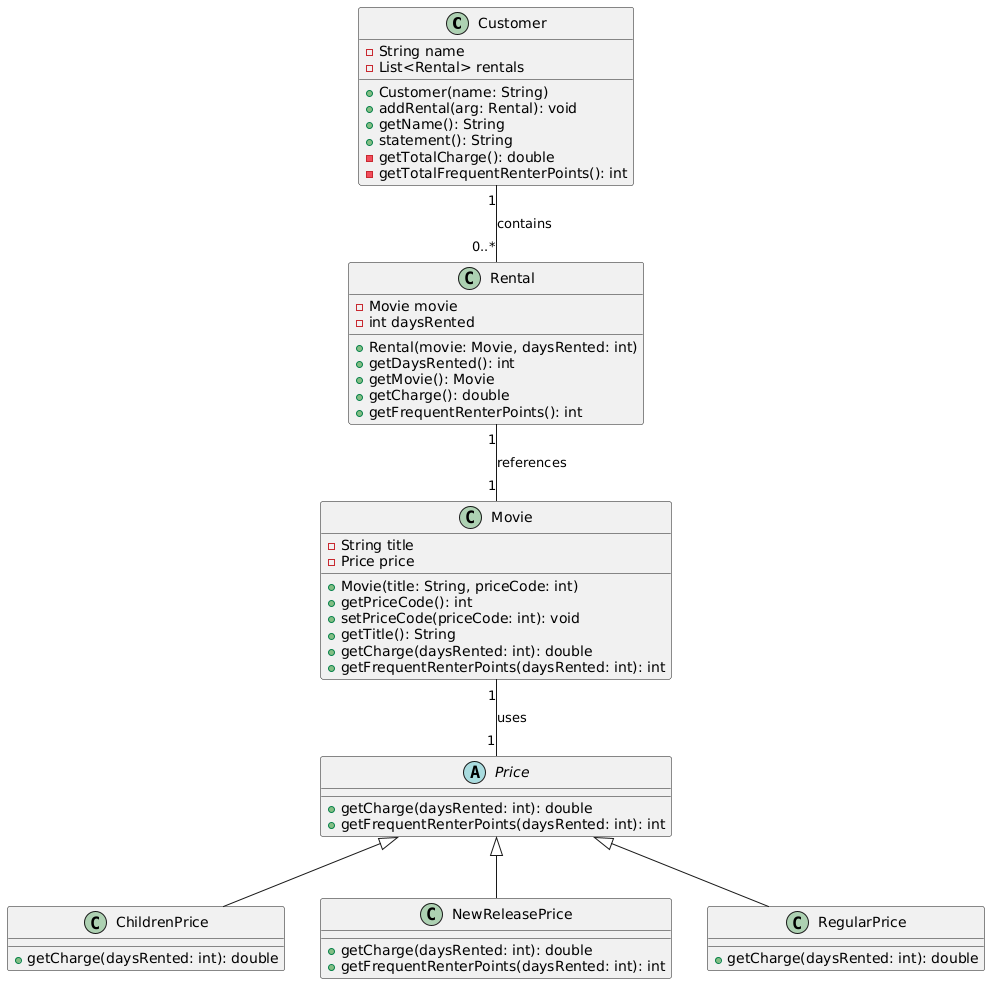 C Customer
String name
List<Rental> rentals
Customer(name: String)
addRental(arg: Rental): void
getName(): String
statement(): String
getTotalCharge(): double
getTotalFrequentRenterPoints(): int
1
contains
0..*
C Rental
Movie movie
int daysRented
Rental(movie: Movie, daysRented: int)
getDaysRented(): int
getMovie(): Movie
getCharge(): double
getFrequentRenterPoints(): int
1
references
1
C Movie
String title
Price price
Movie(title: String, priceCode: int)
getPriceCode(): int
setPriceCode(priceCode: int): void
getTitle(): String
getCharge(daysRented: int): double
getFrequentRenterPoints(daysRented: int): int
1
uses
1
A Price
getCharge(daysRented: int): double
getFrequentRenterPoints(daysRented: int): int
C ChildrenPrice
getCharge(daysRented: int): double
C NewReleasePrice
getCharge(daysRented: int): double
getFrequentRenterPoints(daysRented: int): int
C RegularPrice
getCharge(daysRented: int): double